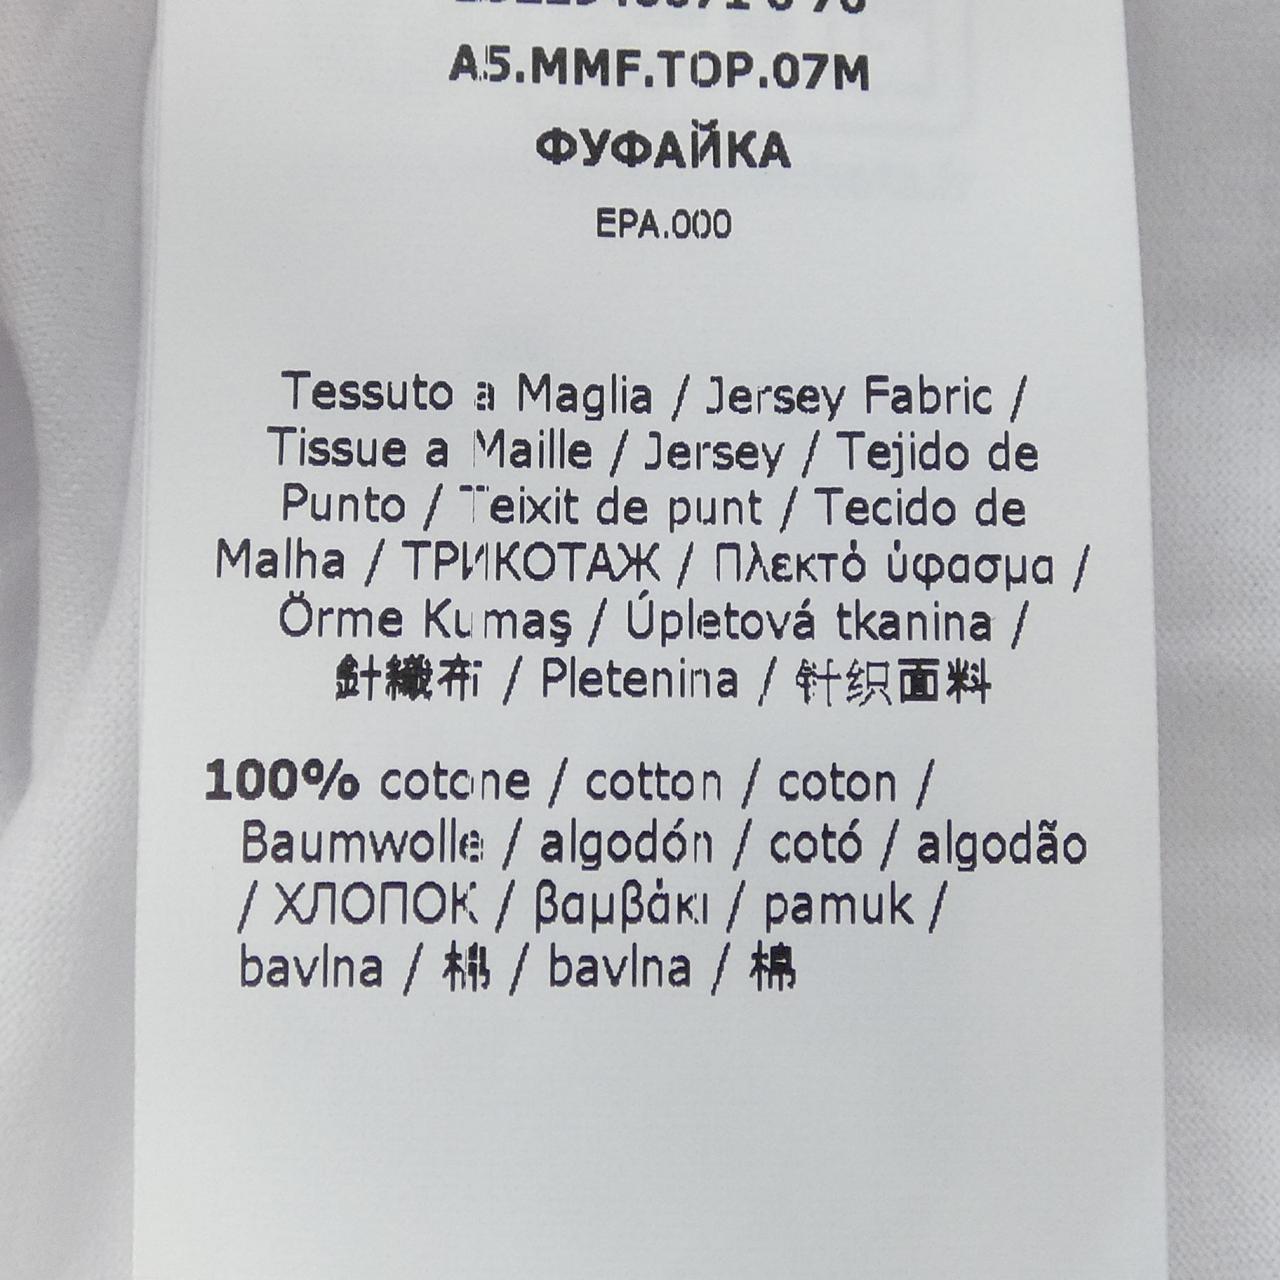 A5.MMF.TOP.07M
ФУФАЙКА
EPA.000
Tessuto a Maglia / Jersey Fabric /
Tissue a Maille / Jersey / Tejido de
Punto / Teixit de punt / Tecido de
Malha / ТРИКОТАЖ / Πλεκτό ύφασμα /
Örme Kumaş / Úpletová tkanina /
針織布 / Pletenina / 针织面料
100% cotone / cotton / coton /
Baumwolle / algodón / cotó / algodão
/ ХЛОПОК / βαμβάκι / pamuk /
bavlna / 棉 / bavlna / 棉